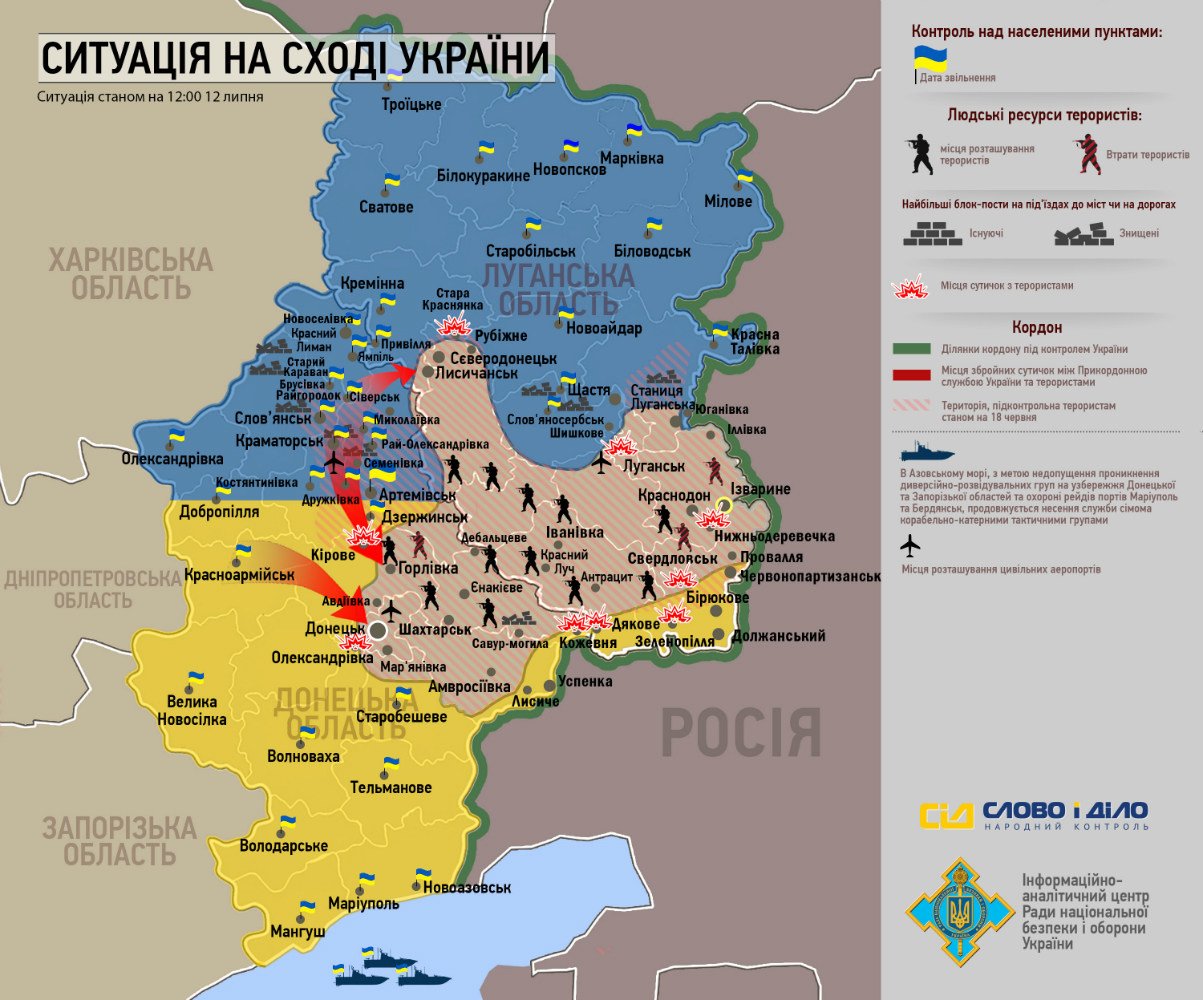 СИТУАЦІЯ НА СХОДІ УКРАЇНИ
Ситуація станом на 12:00 12 липня
Троїцьке
Білокуракине
Новопсков
Марківка
Сватове
Мілове
Старобільськ
Біловодськ
ХАРКІВСЬКА
ОБЛАСТЬ
ЛУГАНСЬКА
ОБЛАСТЬ
Кремінна
Стара
Краснянка
Новоселівка
Красний
Лиман
Привілля
Рубіжне
Новоайдар
Красна
Талівка
Ямпіль
Старий
Караван
Сєвєродонецьк
Лисичанськ
Брусівка
Райгородок
Сіверськ
Щастя
Станиця
Луганська
Юганівка
Слов'янськ
Миколаївка
Слов'яносербськ
Шишкове
Іллівка
Краматорськ
Рай-Олександрівка
Олександрівка
Семенівка
Луганськ
Костянтинівка
Дружківка
Артемівськ
Краснодон
Ізварине
Добропілля
Дзержинськ
Кірове
Дебальцеве
Іванівка
Нижньодеревечка
Красноармійськ
Горлівка
Красний
Луч
Свердловськ
Провалля
ДНІПРОПЕТРОВСЬКА
ОБЛАСТЬ
Єнакієве
Антрацит
Червонопартизанськ
Авдіївка
Бірюкове
Донецьк
Шахтарськ
Савур-могила
Кожевня
Дякове
Зеленопілля
Должанський
Олександрівка
Мар'янівка
Амвросіївка
Успенка
Лисиче
Велика
Новосілка
ДОНЕЦЬКА
ОБЛАСТЬ
Старобешеве
РОСІЯ
Волноваха
Тельманове
ЗАПОРІЗЬКА
ОБЛАСТЬ
Володарське
Новоазовськ
Маріуполь
Мангуш
Контроль над населеними пунктами:
Дата звільнення
Людські ресурси терористів:
місця розташування
терористів
Втрати терористів
Найбільші блок-пости на під'їздах до міст чи на дорогах
Існуючі
Знищені
Місця сутичок з терористами
Кордон
Ділянки кордону під контролем України
Місця збройних сутичок між Прикордонною
службою України та терористами
Територія, підконтрольна терористам
станом на 18 червня
В Азовському морі, з метою недопущення проникнення
диверсійно-розвідувальних груп на узбережжя Донецької
та Запорізької областей та охороні рейдів портів Маріуполь
та Бердянськ, продовжується несення служби сімома
корабельно-катерними тактичними групами
Місця розташування цивільних аеропортів
СІД СЛОВО і ДІЛО
НАРОДНИЙ КОНТРОЛЬ
Інформаційно-
аналітичний центр
Ради національної
безпеки і оборони
України